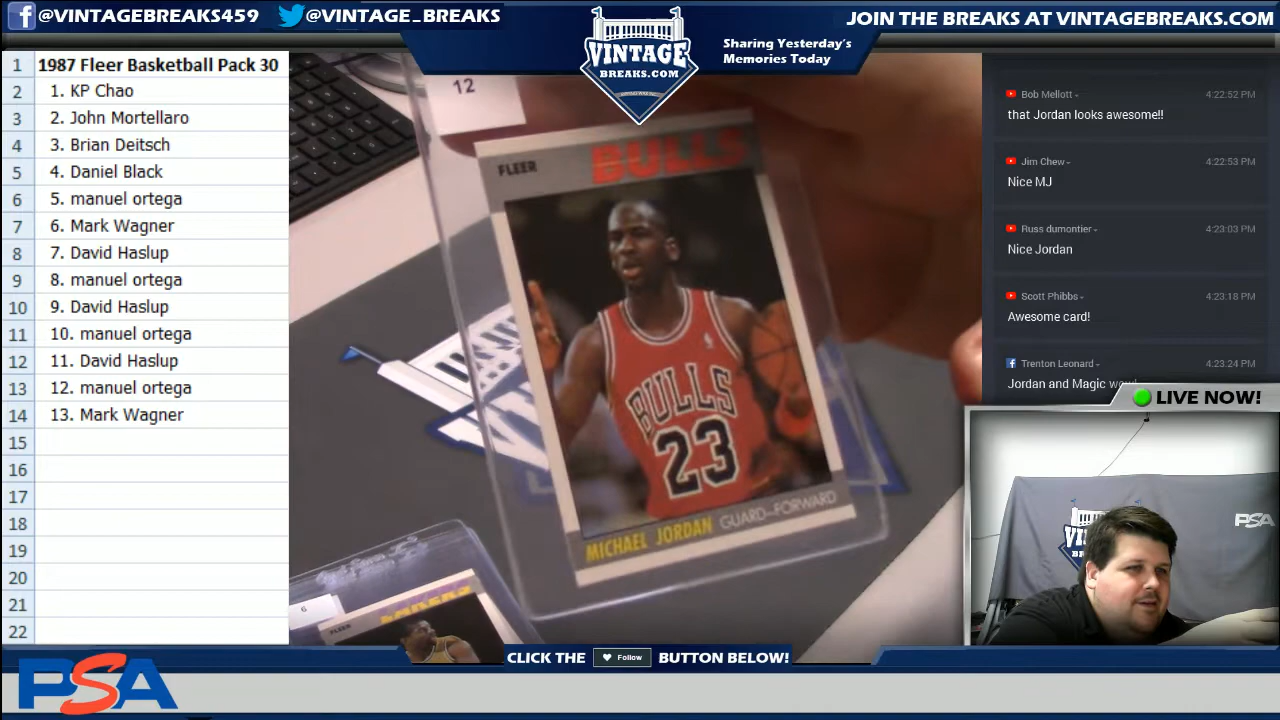 @VINTAGEBREAKS459
@VINTAGE_BREAKS
VINTAGE
BREAKS.COM
Sharing Yesterday's
Memories Today
JOIN THE BREAKS AT VINTAGEBREAKS.COM
1 1987 Fleer Basketball Pack 30
2 1. KP Chao
3 2. John Mortellaro
4 3. Brian Deitsch
5 4. Daniel Black
6 5. manuel ortega
7 6. Mark Wagner
8 7. David Haslup
9 8. manuel ortega
10 9. David Haslup
11 10. manuel ortega
12 11. David Haslup
13 12. manuel ortega
14 13. Mark Wagner
15
16
17
18
19
20
21
22
12
FLEER
BULLS
BULLS
23
MICHAEL JORDAN GUARD-FORWARD
6
FLEER
Bob Mellott 4:22:52 PM
that Jordan looks awesome!!
Jim Chew 4:22:53 PM
Nice MJ
Russ dumontier 4:23:03 PM
Nice Jordan
Scott Phibbs 4:23:18 PM
Awesome card!
Trenton Leonard 4:23:24 PM
Jordan and Magic
LIVE NOW!
PSA
CLICK THE Follow BUTTON BELOW!
PSA